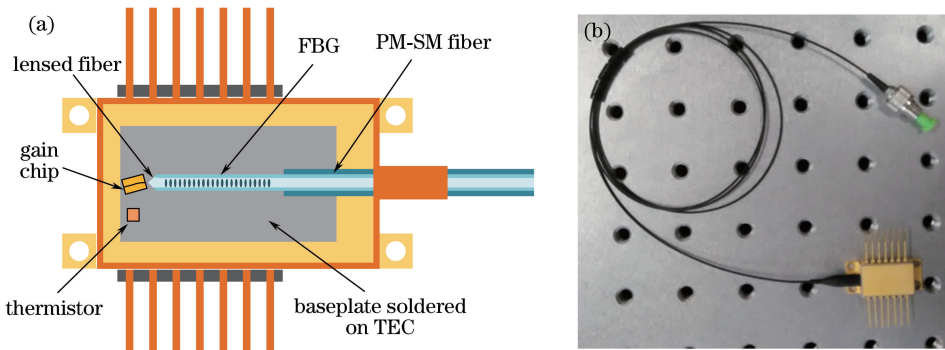 (a)
FBG
PM-SM fiber
lensed fiber
gain
chip
thermistor
baseplate soldered
on TEC
(b)